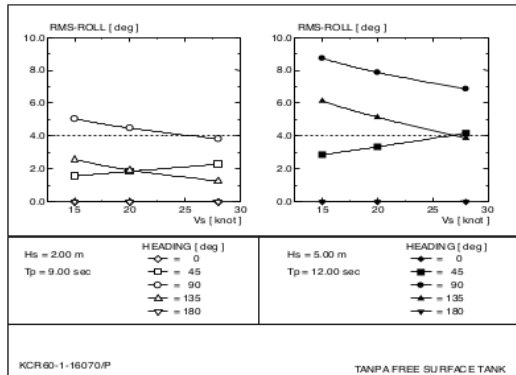 RMS-ROLL [ deg ]
10.0
8.0
6.0
4.0
2.0
0.0
15 20 25 30
Vs [ knot ]
RMS-ROLL [ deg ]
10.0
8.0
6.0
4.0
2.0
0.0
15 20 25 30
Vs [ knot ]
Hs = 2.00 m
Tp = 9.00 sec
HEADING [ deg ]
= 0
= 45
= 90
= 135
= 180
Hs = 5.00 m
Tp = 12.00 sec
HEADING [ deg ]
= 0
= 45
= 90
= 135
= 180
KCR60-1-16070/P
TANPA FREE SURFACE TANK